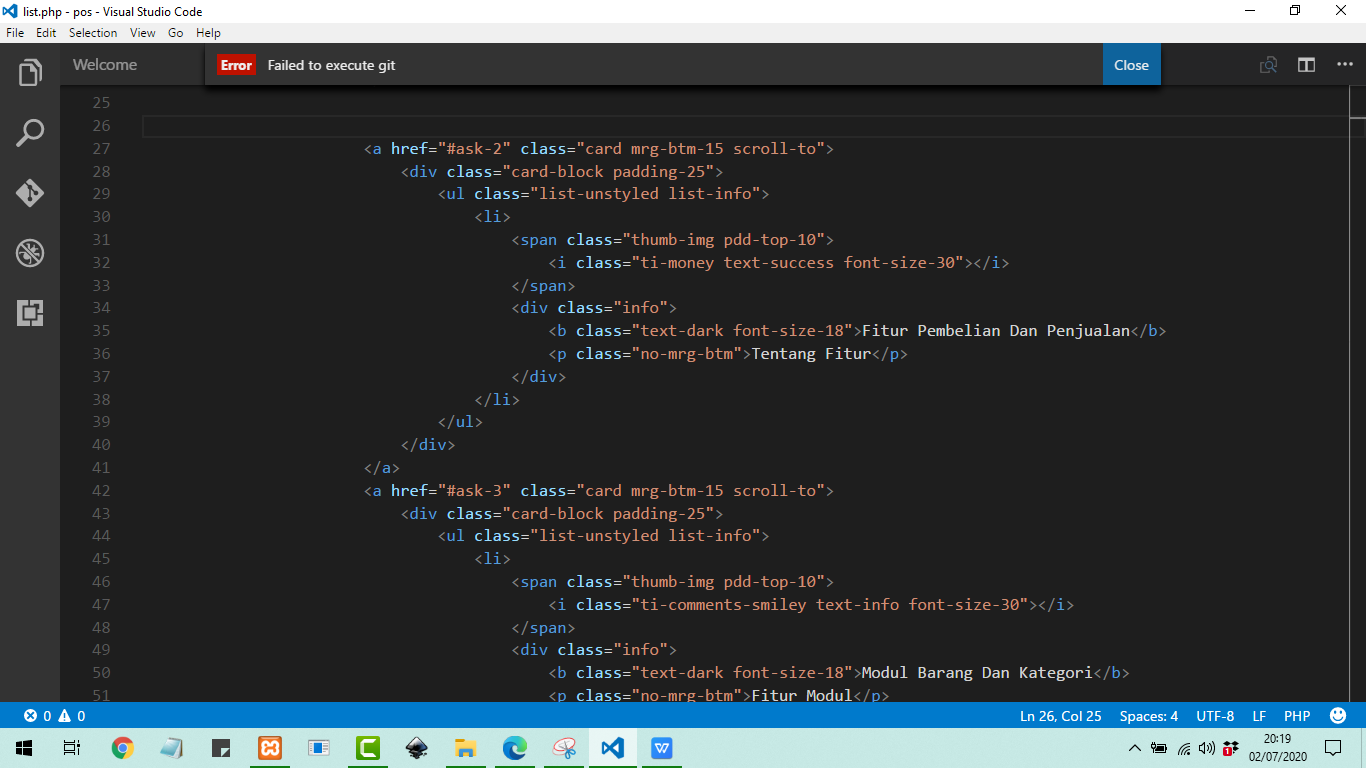 list.php - pos - Visual Studio Code
File Edit Selection View Go Help
Welcome
Error Failed to execute git Close
25
26
27 <a href="#ask-2" class="card mrg-btm-15 scroll-to">
28 <div class="card-block padding-25">
29 <ul class="list-unstyled list-info">
30 <li>
31 <span class="thumb-img pdd-top-10">
32 <i class="ti-money text-success font-size-30"></i>
33 </span>
34 <div class="info">
35 <b class="text-dark font-size-18">Fitur Pembelian Dan Penjualan</b>
36 <p class="no-mrg-btm">Tentang Fitur</p>
37 </div>
38 </li>
39 </ul>
40 </div>
41 </a>
42 <a href="#ask-3" class="card mrg-btm-15 scroll-to">
43 <div class="card-block padding-25">
44 <ul class="list-unstyled list-info">
45 <li>
46 <span class="thumb-img pdd-top-10">
47 <i class="ti-comments-smiley text-info font-size-30"></i>
48 </span>
49 <div class="info">
50 <b class="text-dark font-size-18">Modul Barang Dan Kategori</b>
51 <p class="no-mrg-btm">Fitur Modul</p>
0 0 Ln 26, Col 25 Spaces: 4 UTF-8 LF PHP
20:19
02/07/2020